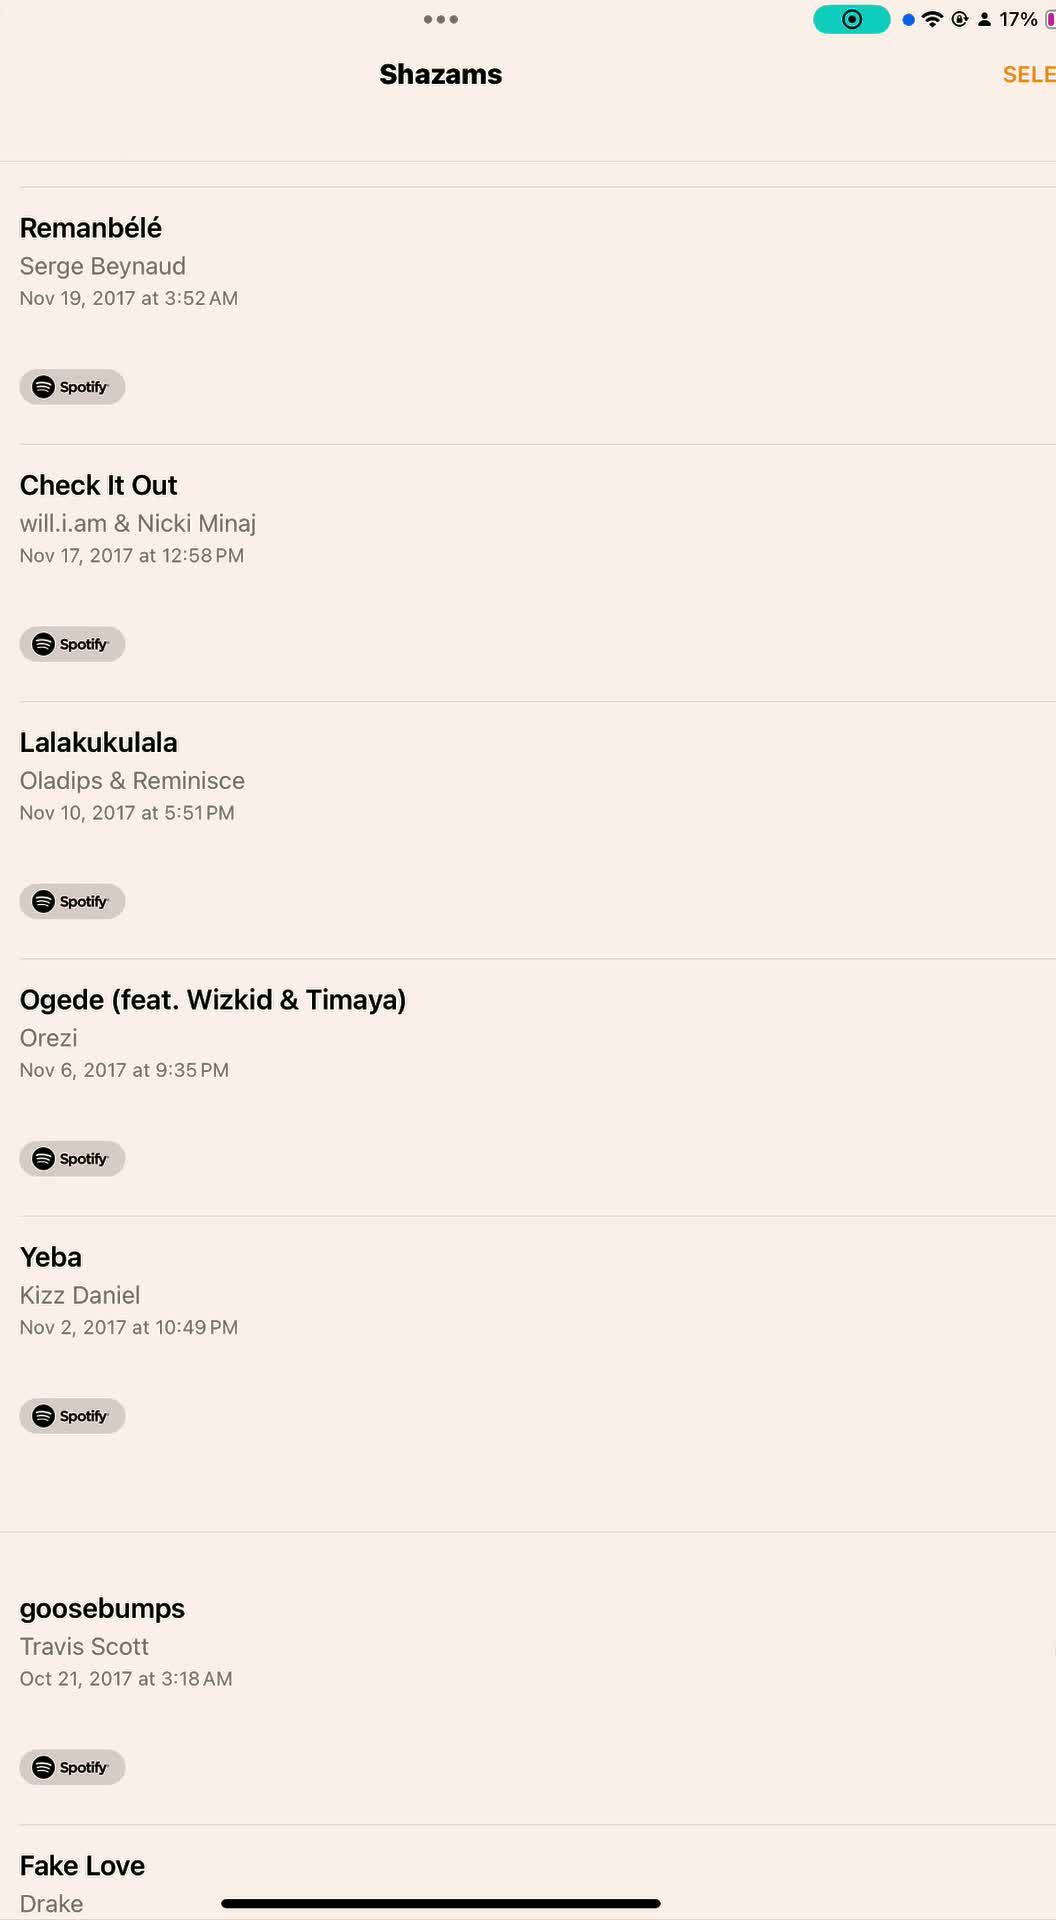 17%
Shazams
SELE
Remanbélé
Serge Beynaud
Nov 19, 2017 at 3:52 AM
Spotify
Check It Out
will.i.am & Nicki Minaj
Nov 17, 2017 at 12:58 PM
Spotify
Lalakukulala
Oladips & Reminisce
Nov 10, 2017 at 5:51 PM
Spotify
Ogede (feat. Wizkid & Timaya)
Orezi
Nov 6, 2017 at 9:35 PM
Spotify
Yeba
Kizz Daniel
Nov 2, 2017 at 10:49 PM
Spotify
goosebumps
Travis Scott
Oct 21, 2017 at 3:18 AM
Spotify
Fake Love
Drake